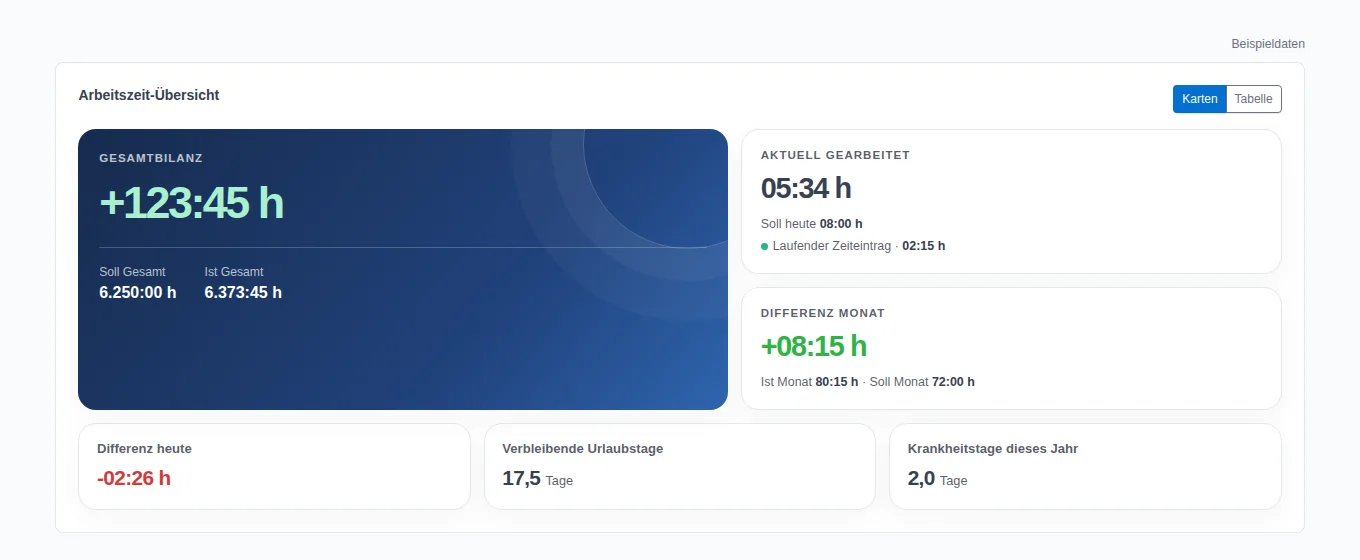 Beispieldaten
Arbeitszeit-Übersicht
Karten
Tabelle
GESAMTBILANZ
+123:45 h
Soll Gesamt
Ist Gesamt
6.250:00 h
6.373:45 h
AKTUELL GEARBEITET
05:34 h
Soll heute 08:00 h
Laufender Zeiteintrag · 02:15 h
DIFFERENZ MONAT
+08:15 h
Ist Monat 80:15 h · Soll Monat 72:00 h
Differenz heute
-02:26 h
Verbleibende Urlaubstage
17,5 Tage
Krankheitstage dieses Jahr
2,0 Tage